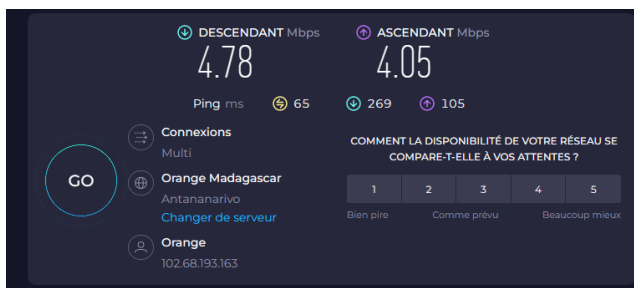 DESCENDANT Mbps
4.78
ASCENDANT Mbps
4.05
Ping ms 65 269 105
GO
Connexions
Multi
Orange Madagascar
Antananarivo
Changer de serveur
Orange
102.68.193.163
COMMENT LA DISPONIBILITÉ DE VOTRE RÉSEAU SE
COMPARE-T-ELLE À VOS ATTENTES ?
1 2 3 4 5
Bien pire Comme prévu Beaucoup mieux